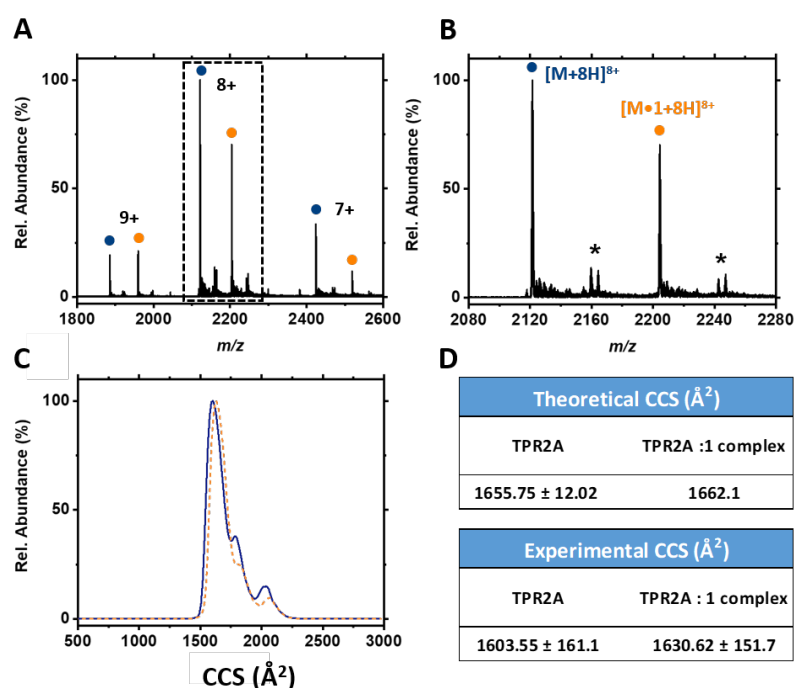 A
Rel. Abundance (%)
100
50
0
9+
8+
7+
1800 2000 2200 2400 2600
m/z
B
Rel. Abundance (%)
100
50
0
[M+8H]⁸⁺
[M•1+8H]⁸⁺
* *
2080 2120 2160 2200 2240 2280
m/z
C
Rel. Abundance (%)
100
50
0
500 1000 1500 2000 2500 3000
CCS (Å²)
D
Theoretical CCS (Å²)
TPR2A TPR2A :1 complex
1655.75 ± 12.02 1662.1
Experimental CCS (Å²)
TPR2A TPR2A : 1 complex
1603.55 ± 161.1 1630.62 ± 151.7